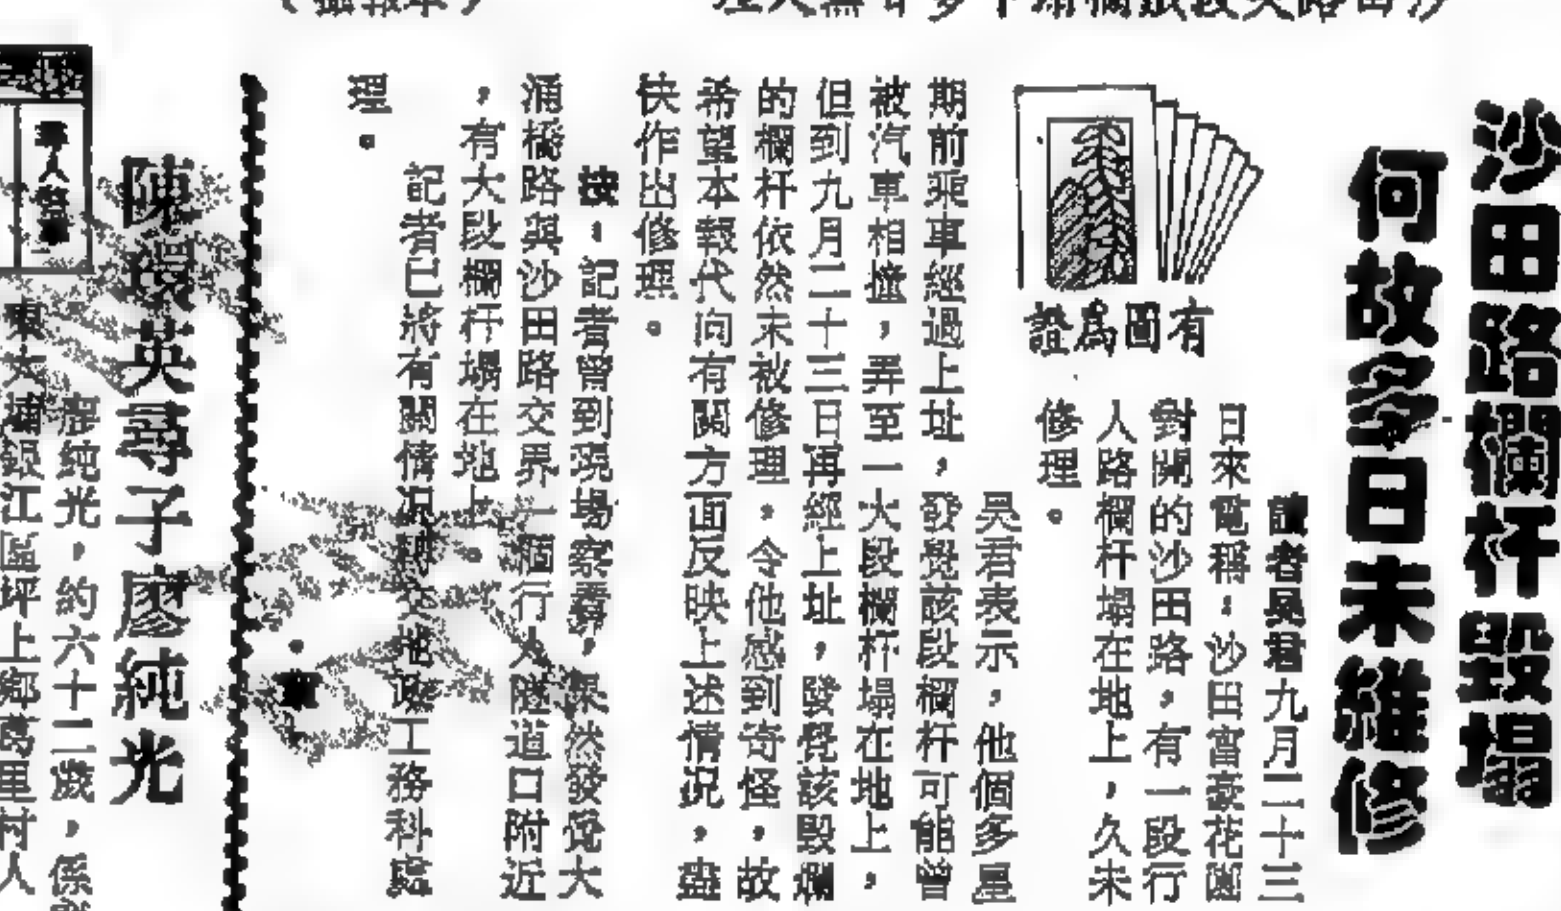 沙田路欄杆毀塌
何故多日未維修
有圖為證
讀者吳君九月二十三
日來電稱：沙田富豪花園
對開的沙田路，有一段行
人路欄杆塌在地上，久未
修理。
吳君表示，他個多星
期前乘車經過上址，發覺該段欄杆可能曾
被汽車相撞，弄至一大段欄杆塌在地上，
但到九月二十三日再經上址，發覺該毀爛
的欄杆依然未被修理，令他感到奇怪，故
希望本報代向有關方面反映上述情況，盡
快作出修理。
按：記者曾到現場察看，果然發覺大
涌橋路與沙田路交界一個行人隧道口附近
，有大段欄杆塌在地上。
記者已將有關情況轉交地政工務科處
理。
陳環英尋子廖純光
廖純光，約六十二歲，係
東大埔銀江區坪上鄉萬里村人